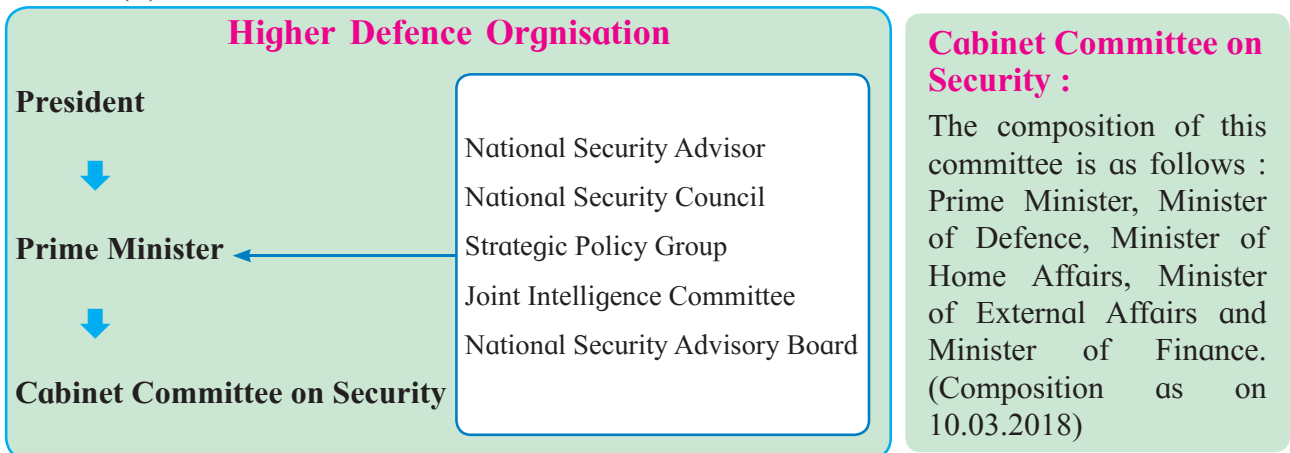 Higher Defence Orgnisation
President
Prime Minister
Cabinet Committee on Security
National Security Advisor
National Security Council
Strategic Policy Group
Joint Intelligence Committee
National Security Advisory Board
Cabinet Committee on
Security :
The composition of this
committee is as follows :
Prime Minister, Minister
of Defence, Minister of
Home Affairs, Minister
of External Affairs and
Minister of Finance.
(Composition as on
10.03.2018)